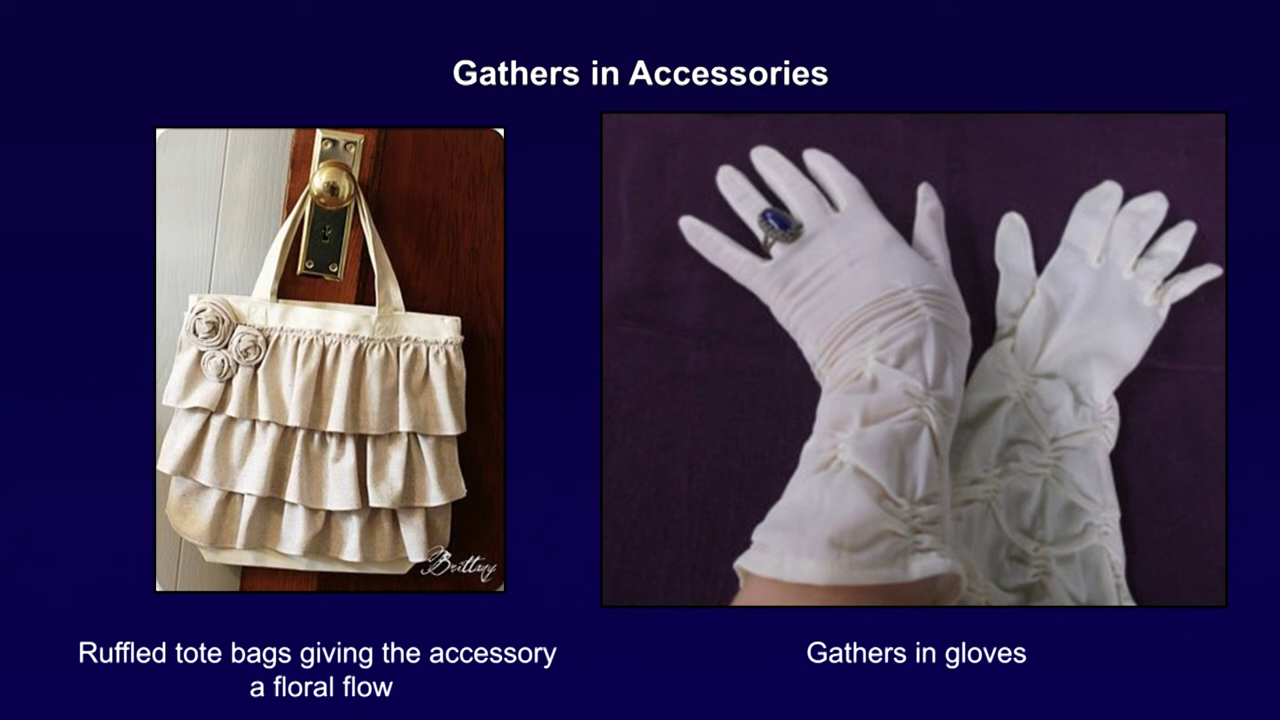 Gathers in Accessories
Brittany
Ruffled tote bags giving the accessory
a floral flow
Gathers in gloves